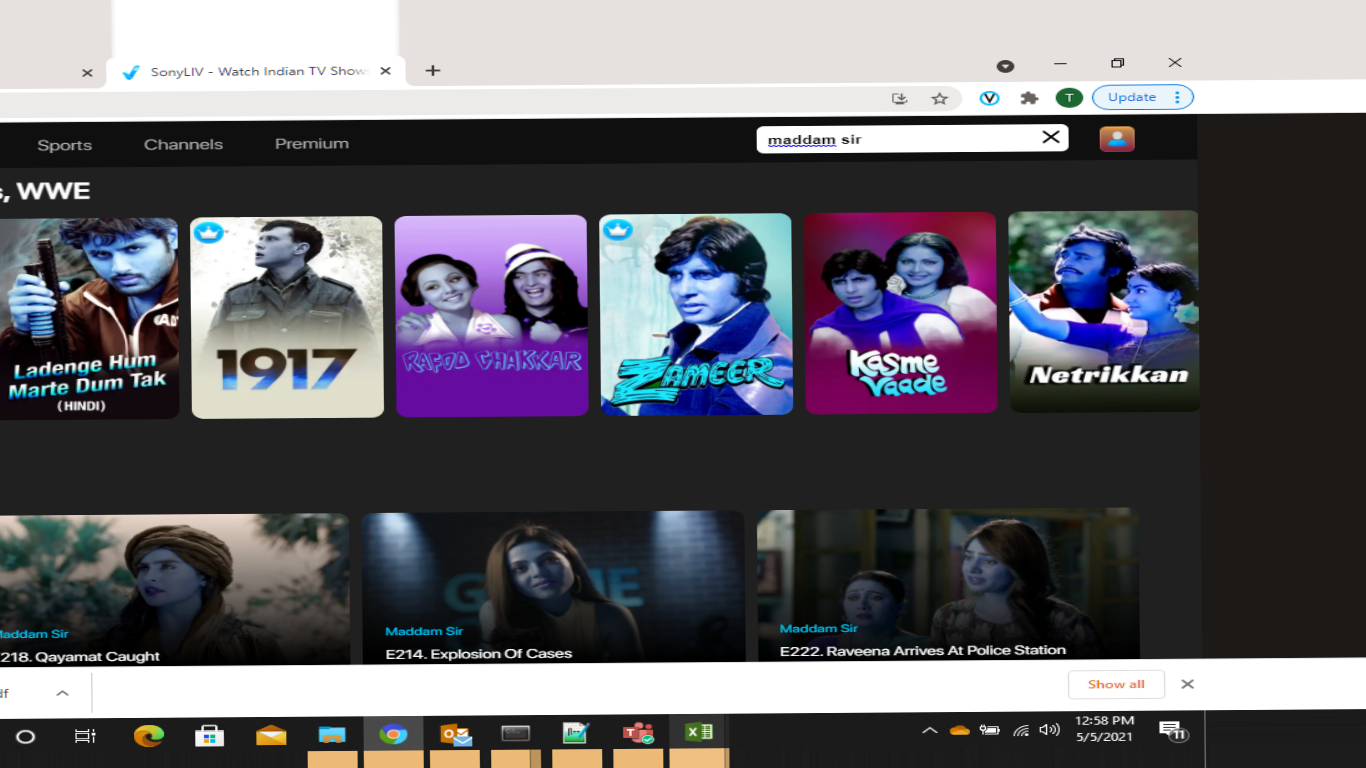 SonyLIV - Watch Indian TV Shows
T
Update
Sports
Channels
Premium
maddam sir
s, WWE
Ladenge Hum
Marte Dum Tak
(HINDI)
1917
RAFOO CHAKKAR
ZAMEER
Kasme
Vaade
Netrikkan
Maddam Sir
218. Qayamat Caught
Maddam Sir
E214. Explosion Of Cases
Maddam Sir
E222. Raveena Arrives At Police Station
df
Show all
12:58 PM
5/5/2021
11